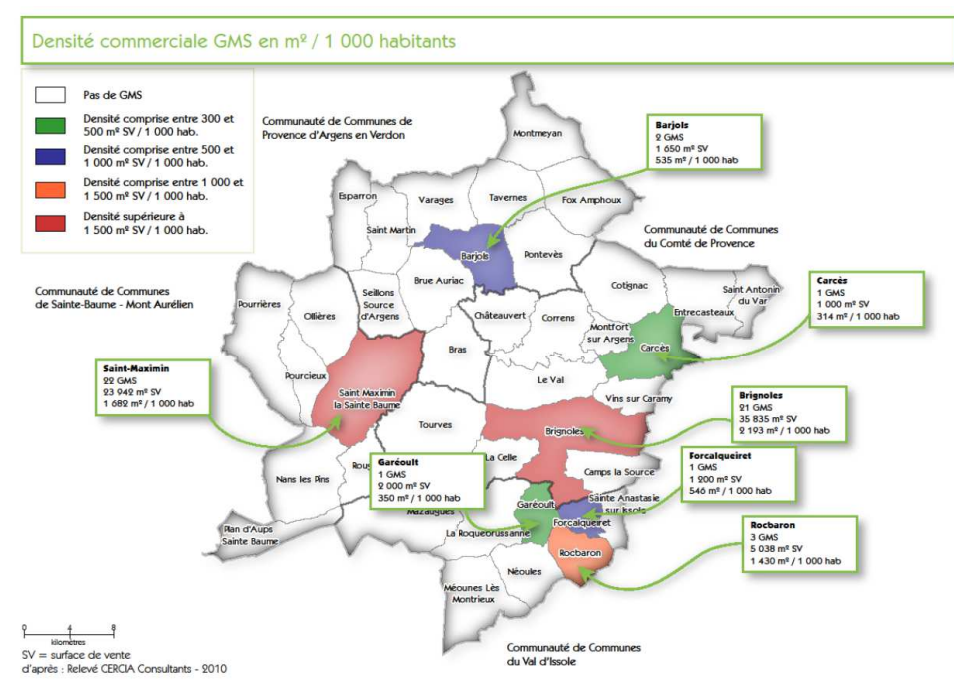 Densité commerciale GMS en m² / 1 000 habitants
Pas de GMS
Densité comprise entre 300 et
500 m² SV / 1 000 hab.
Densité comprise entre 500 et
1 000 m² SV / 1 000 hab.
Densité comprise entre 1 000 et
1 500 m² SV / 1 000 hab.
Densité supérieure à
1 500 m² SV / 1 000 hab.
Communauté de Communes de
Provence d'Argens en Verdon
Montmeyan
Barjols
2 GMS
1 650 m² SV
535 m² / 1 000 hab
Esparron
Varages
Tavernes
Fox Amphoux
Saint Martin
Communauté de Communes
du Comté de Provence
Barjols
Pontevès
Brue Auriac
Communauté de Communes
de Sainte-Baume - Mont Aurélien
Cotignac
Saint Antonin
du Var
Carcès
1 GMS
1 000 m² SV
314 m² / 1 000 hab
Pourrières
Ollières
Seillons
Source
d'Argens
Châteauvert
Correns
Entrecasteaux
Montfort
sur Argens
Carcès
Bras
Saint-Maximin
22 GMS
23 942 m² SV
1 682 m² / 1 000 hab
Pourcieux
Le Val
Saint Maximin
la Sainte Baume
Vins sur Caramy
Brignoles
21 GMS
35 835 m² SV
2 193 m² / 1 000 hab
Tourves
Brignoles
Garéoult
1 GMS
2 000 m² SV
350 m² / 1 000 hab
La Celle
Forcalqueiret
1 GMS
1 200 m² SV
546 m² / 1 000 hab
Roug
Nans les Pins
Camps la Source
Garéoult
Sainte Anastasie
sur Issole
Mazaugues
Forcalqueiret
Rocbaron
3 GMS
5 038 m² SV
1 430 m² / 1 000 hab
Plan d'Aups
Sainte Baume
La Roquebrussanne
Rocbaron
Néoules
Méounes Lès
Montrieux
0 4 8
kilomètres
SV = surface de vente
d'après : Relevé CERCIA Consultants - 2010
Communauté de Communes
du Val d'Issole